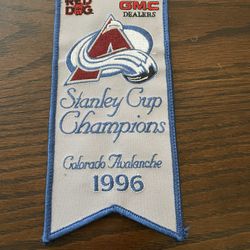 RED GMC
DOG DEALERS
Stanley Cup
Champions
Colorado Avalanche
1996